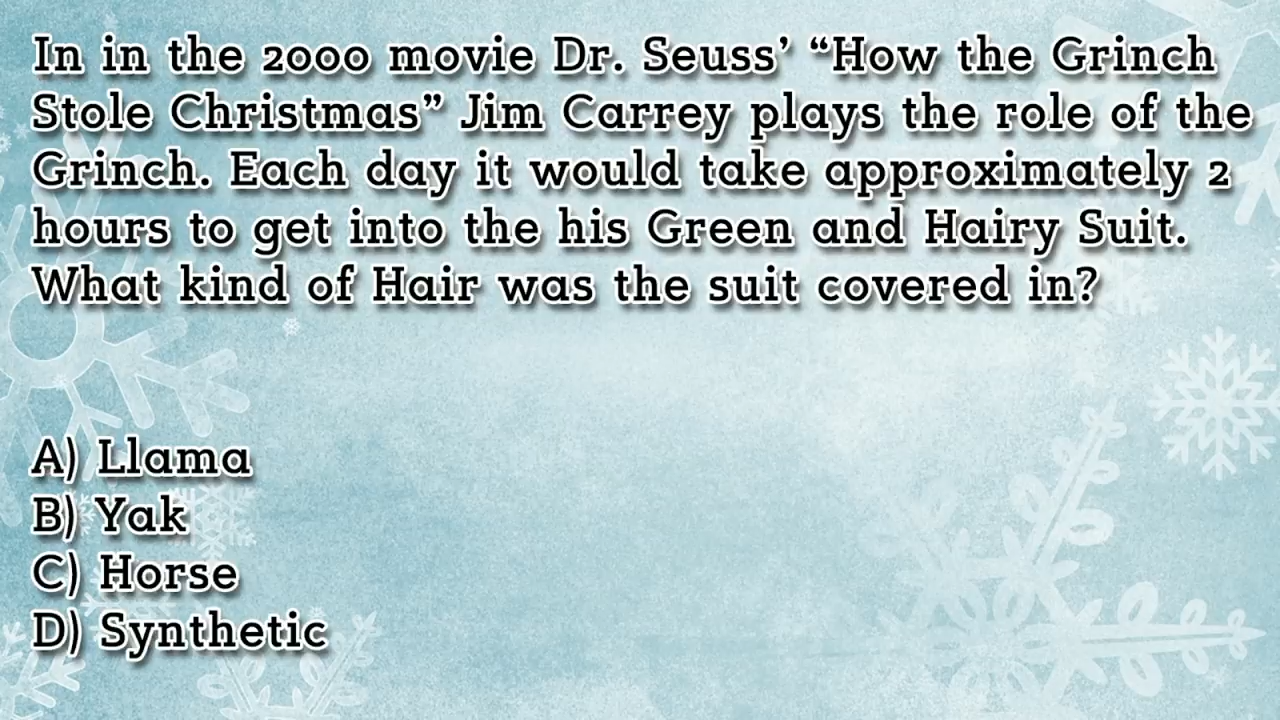 In in the 2000 movie Dr. Seuss’ “How the Grinch
Stole Christmas” Jim Carrey plays the role of the
Grinch. Each day it would take approximately 2
hours to get into the his Green and Hairy Suit.
What kind of Hair was the suit covered in?
A) Llama
B) Yak
C) Horse
D) Synthetic